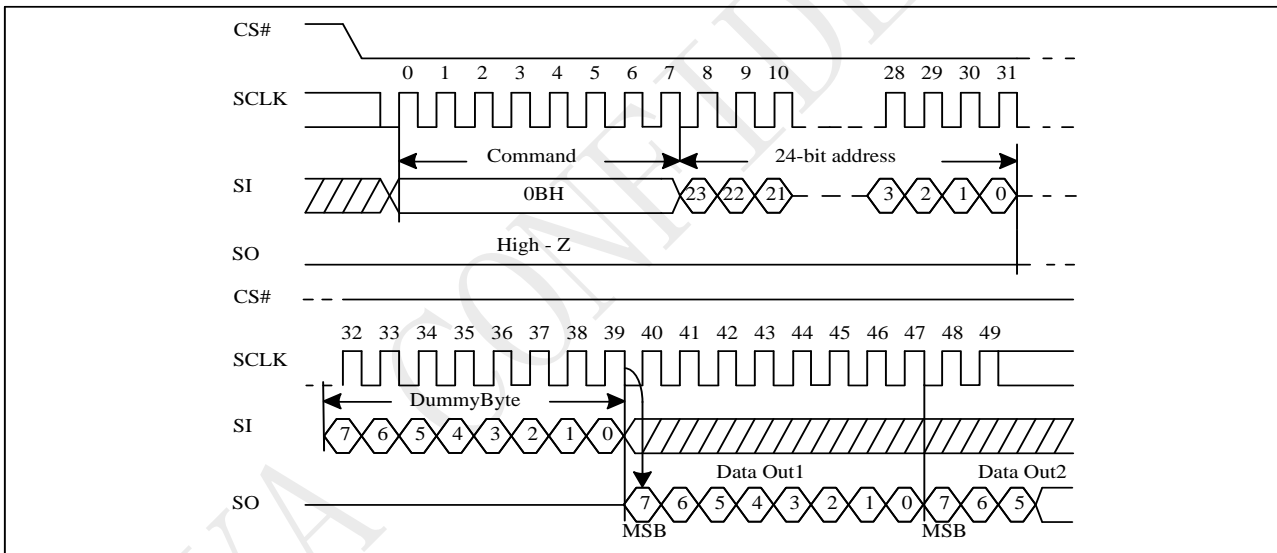 CS#
0 1 2 3 4 5 6 7 8 9 10 28 29 30 31
SCLK
Command 24-bit address
SI 0BH 23 22 21 3 2 1 0
High - Z
SO
CS#
32 33 34 35 36 37 38 39 40 41 42 43 44 45 46 47 48 49
SCLK
DummyByte
SI 7 6 5 4 3 2 1 0
Data Out1 Data Out2
SO 7 6 5 4 3 2 1 0 7 6 5
MSB MSB